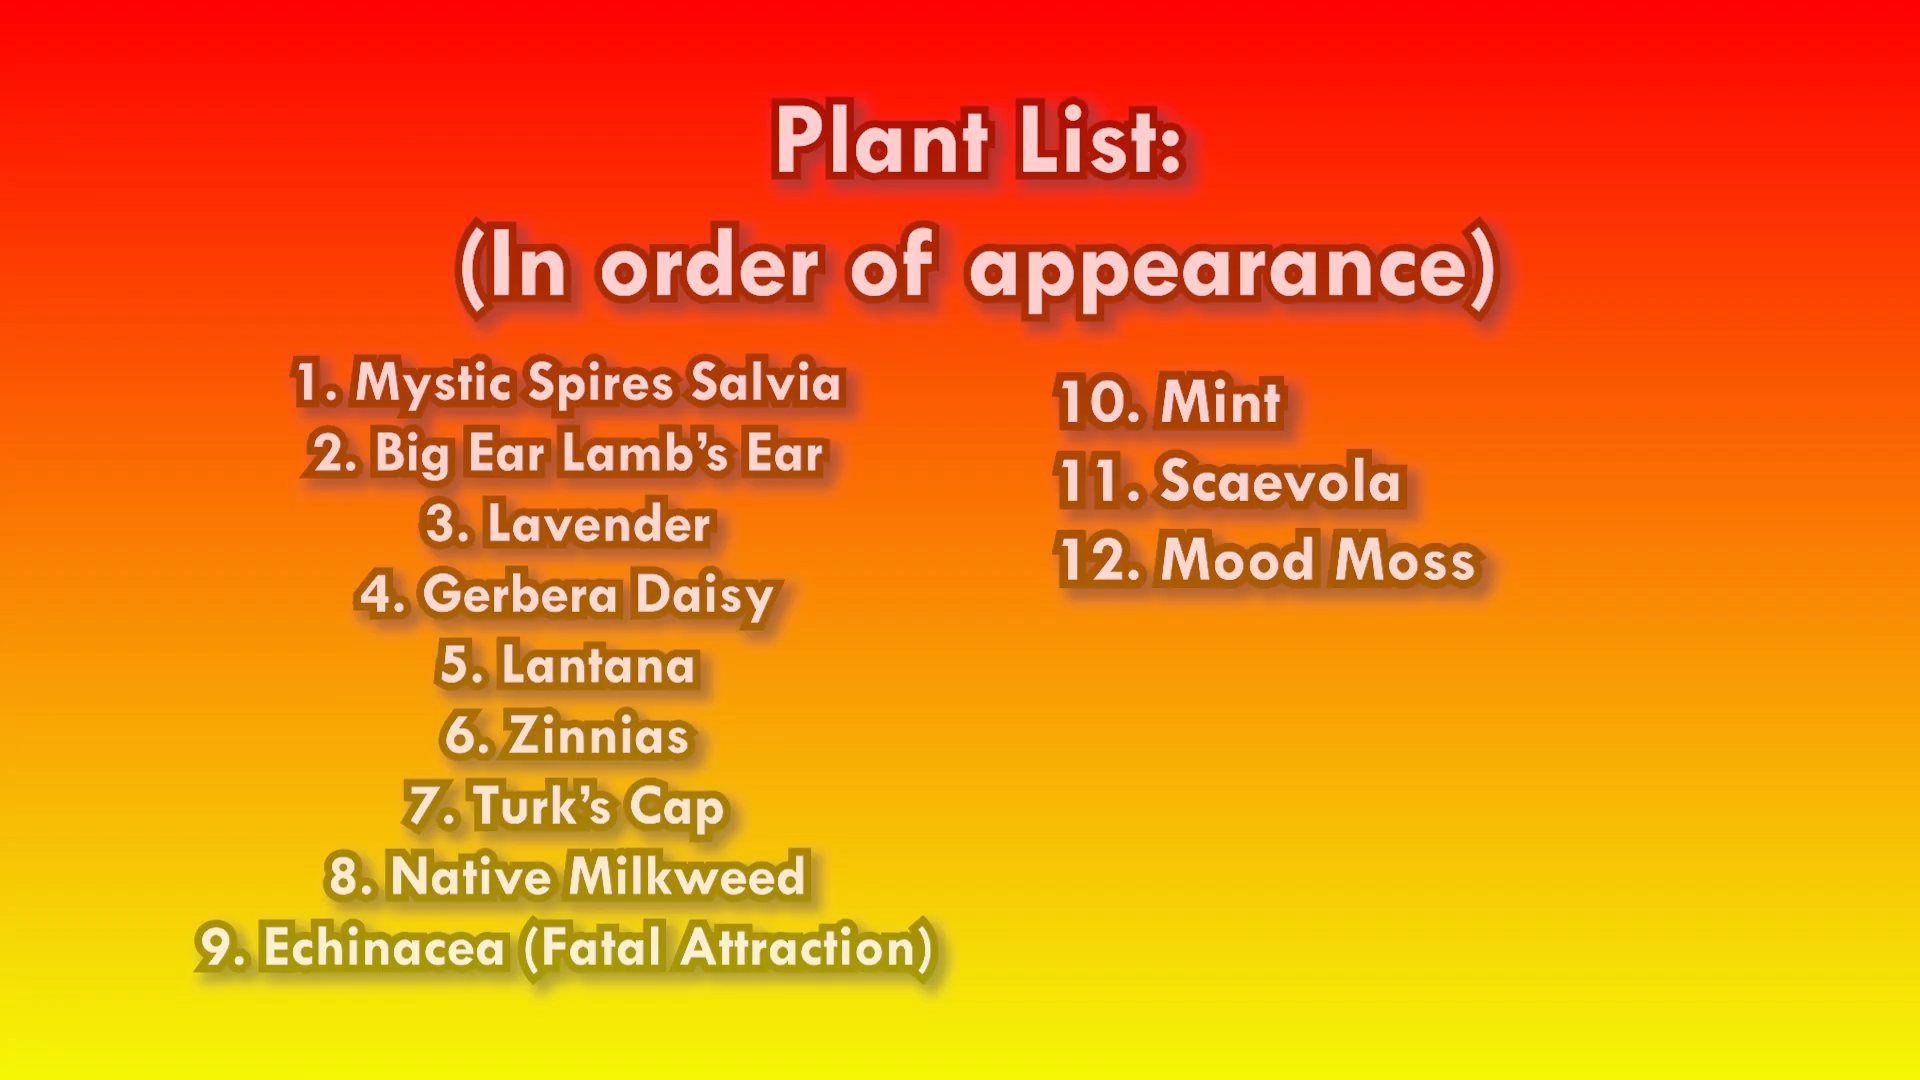 Plant List:
(In order of appearance)
1. Mystic Spires Salvia
2. Big Ear Lamb’s Ear
3. Lavender
4. Gerbera Daisy
5. Lantana
6. Zinnias
7. Turk’s Cap
8. Native Milkweed
9. Echinacea (Fatal Attraction)
10. Mint
11. Scaevola
12. Mood Moss